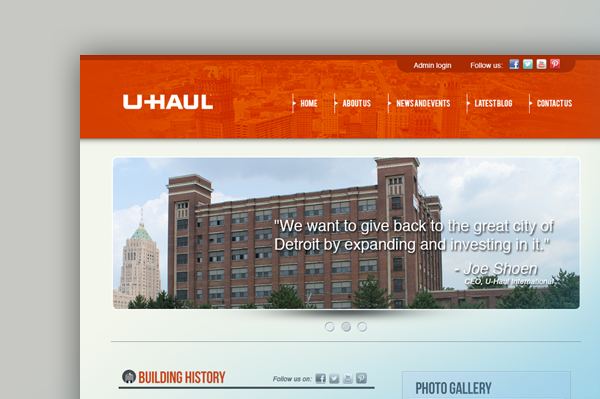 Admin login
Follow us:
U-HAUL
HOME
ABOUT US
NEWS AND EVENTS
LATEST BLOG
CONTACT US
"We want to give back to the great city of
Detroit by expanding and investing in it."
- Joe Shoen
CEO, U-Haul International
BUILDING HISTORY
Follow us on:
PHOTO GALLERY